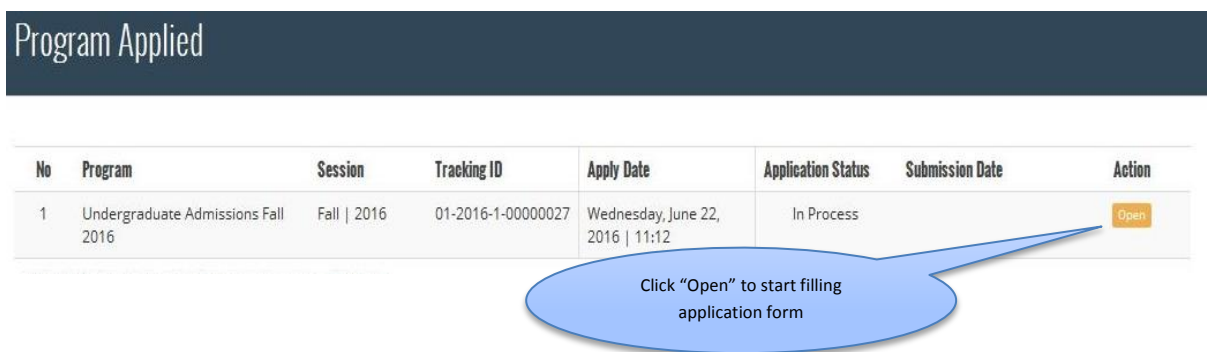 Program Applied
No Program Session Tracking ID Apply Date Application Status Submission Date Action
1 Undergraduate Admissions Fall 2016 Fall | 2016 01-2016-1-00000027 Wednesday, June 22, 2016 | 11:12 In Process Open
Click “Open” to start filling
application form